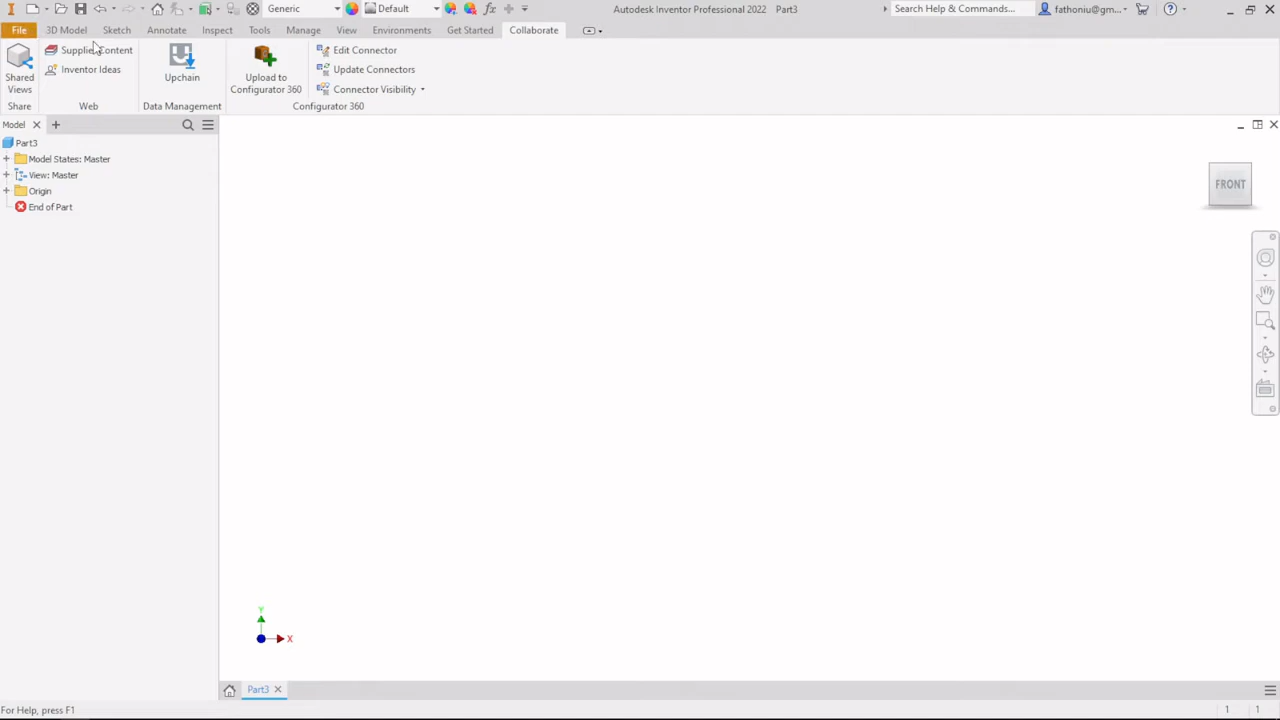 Generic
Default
Autodesk Inventor Professional 2022 Part3
Search Help & Commands...
fathoniu@gm...
File 3D Model Sketch Annotate Inspect Tools Manage View Environments Get Started Collaborate
Shared Views
Supplier Content
Inventor Ideas
Upchain
Upload to Configurator 360
Edit Connector
Update Connectors
Connector Visibility
Share Web Data Management Configurator 360
Model
Part3
Model States: Master
View: Master
Origin
End of Part
FRONT
Y
X
Part3
For Help, press F1
1 1